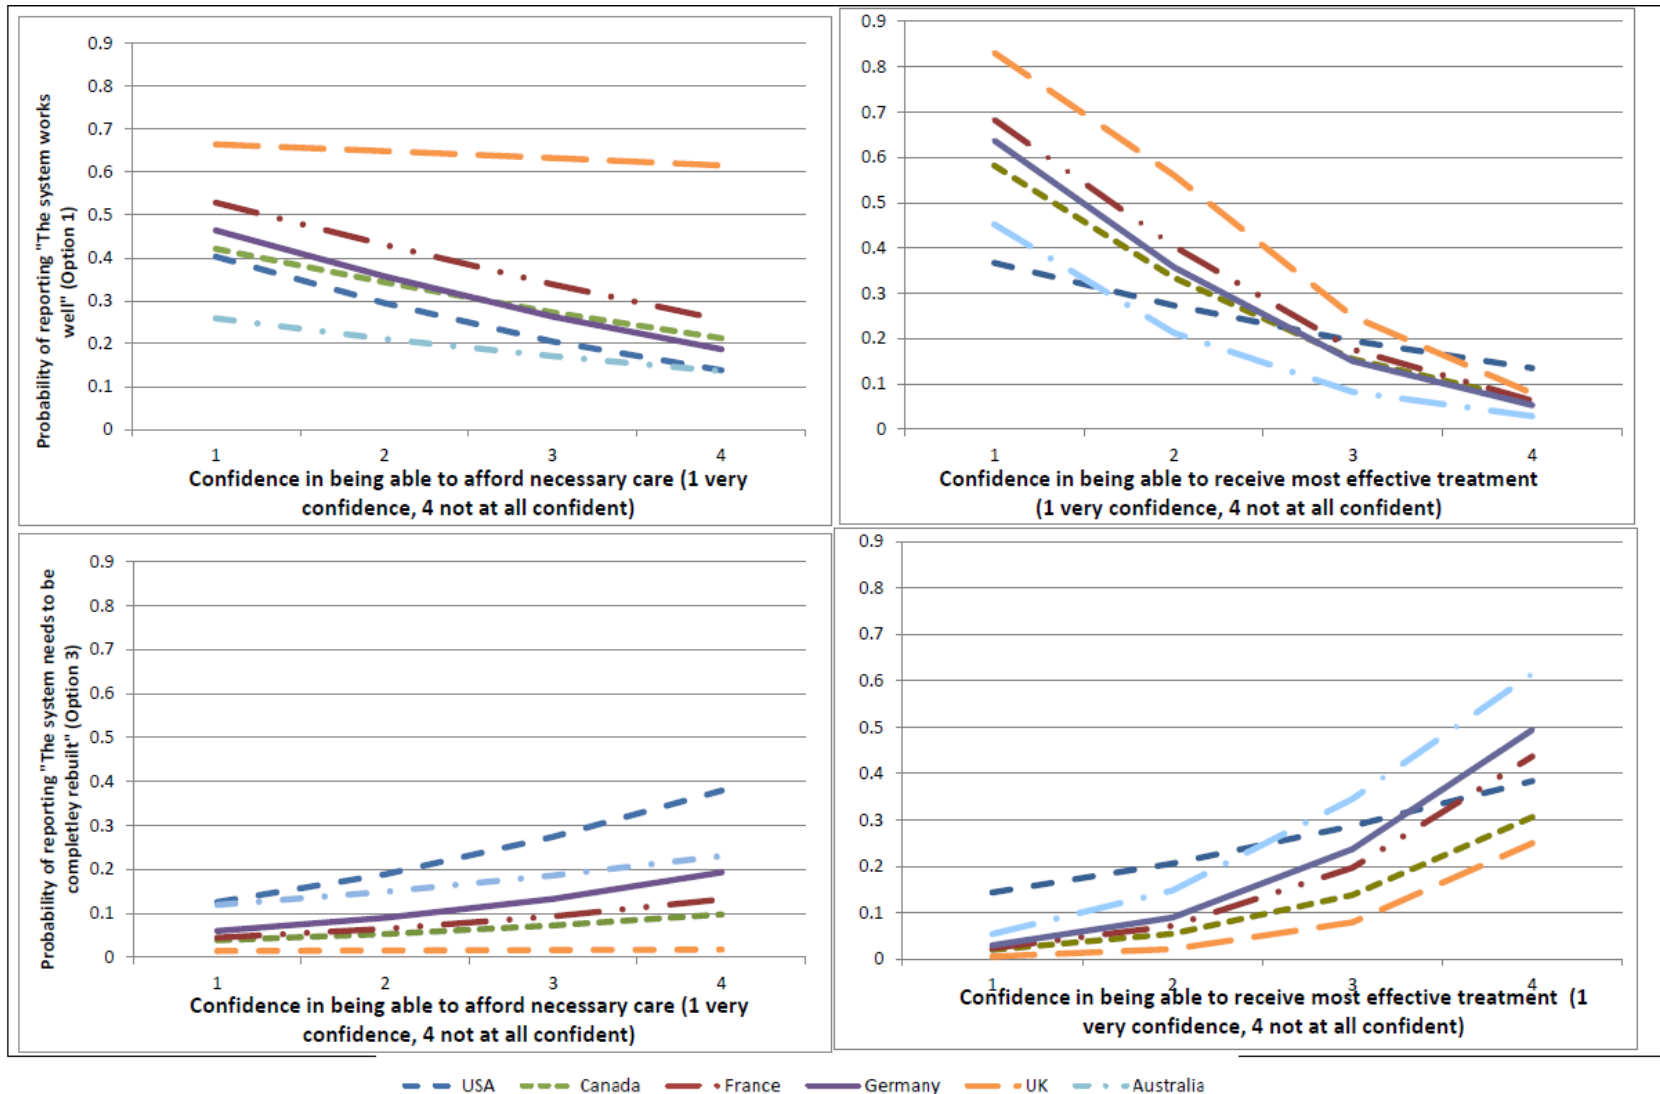 0.9
0.8
0.7
0.6
0.5
0.4
0.3
0.2
0.1
0
Probability of reporting "The system works
well" (Option 1)
1 2 3 4
Confidence in being able to afford necessary care (1 very
confidence, 4 not at all confident)
0.9
0.8
0.7
0.6
0.5
0.4
0.3
0.2
0.1
0
1 2 3 4
Confidence in being able to receive most effective treatment
(1 very confidence, 4 not at all confident)
0.9
0.8
0.7
0.6
0.5
0.4
0.3
0.2
0.1
0
Probability of reporting "The system needs to be
completley rebuilt" (Option 3)
1 2 3 4
Confidence in being able to afford necessary care (1 very
confidence, 4 not at all confident)
0.9
0.8
0.7
0.6
0.5
0.4
0.3
0.2
0.1
0
1 2 3 4
Confidence in being able to receive most effective treatment (1
very confidence, 4 not at all confident)
USA Canada France Germany UK Australia